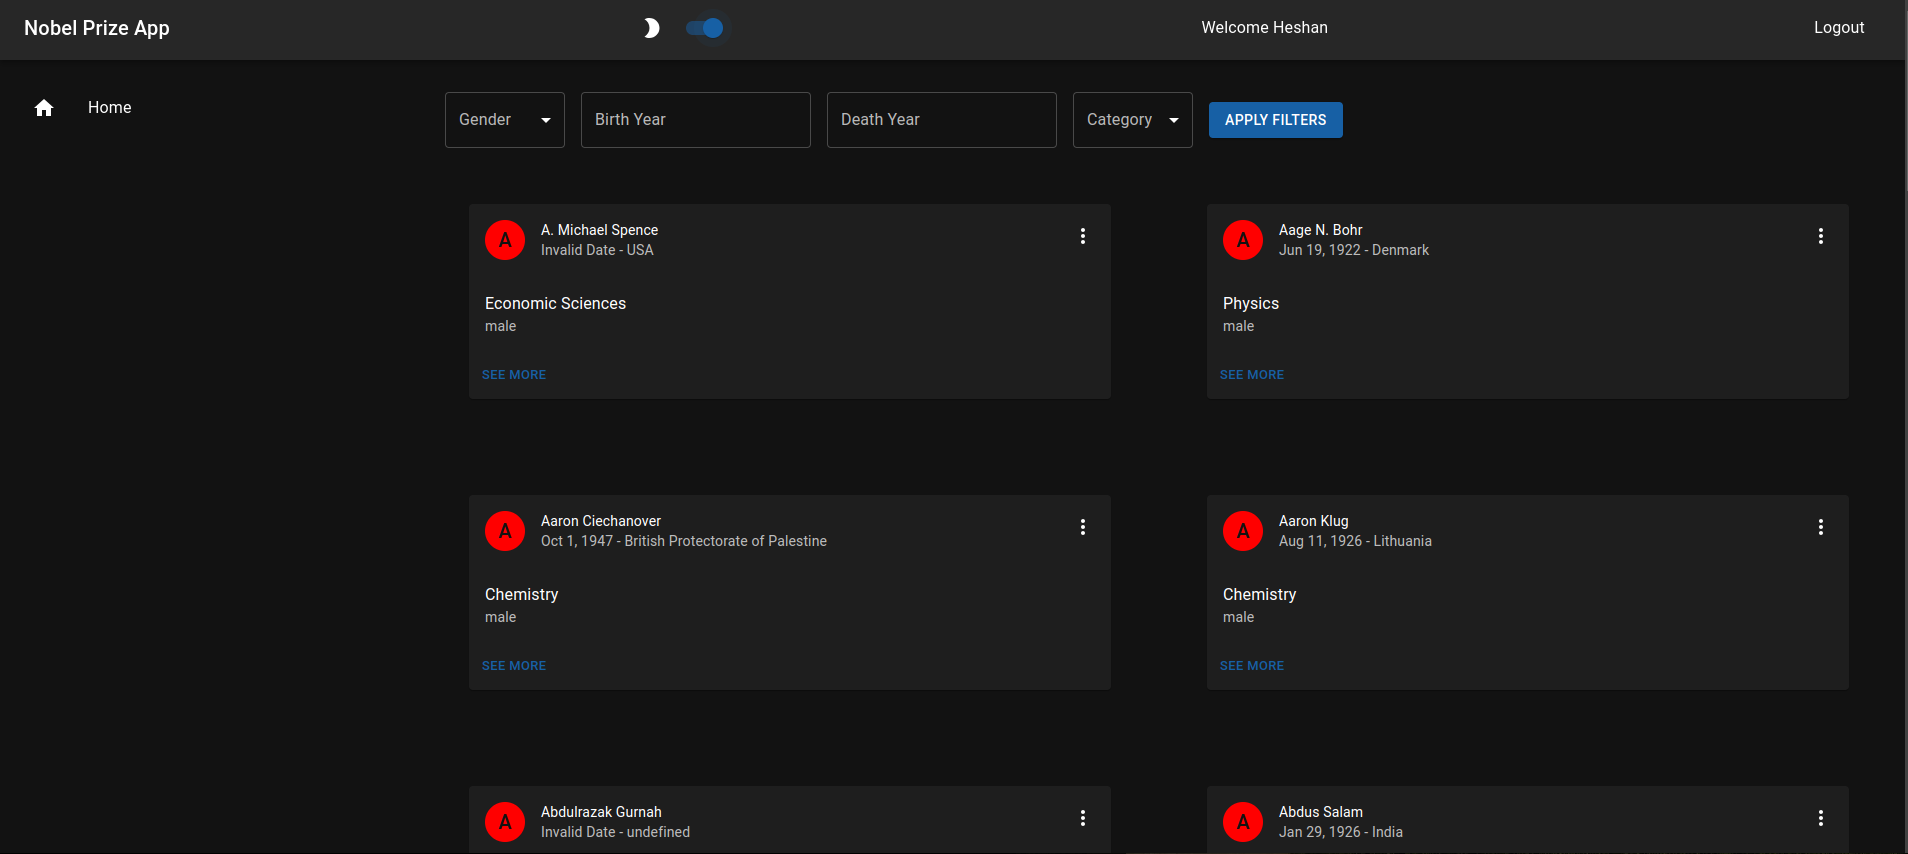 Nobel Prize App
Welcome Heshan
Logout
Home
Gender
Birth Year
Death Year
Category
APPLY FILTERS
A
A. Michael Spence
Invalid Date - USA
Economic Sciences
male
SEE MORE
A
Aage N. Bohr
Jun 19, 1922 - Denmark
Physics
male
SEE MORE
A
Aaron Ciechanover
Oct 1, 1947 - British Protectorate of Palestine
Chemistry
male
SEE MORE
A
Aaron Klug
Aug 11, 1926 - Lithuania
Chemistry
male
SEE MORE
A
Abdulrazak Gurnah
Invalid Date - undefined
A
Abdus Salam
Jan 29, 1926 - India